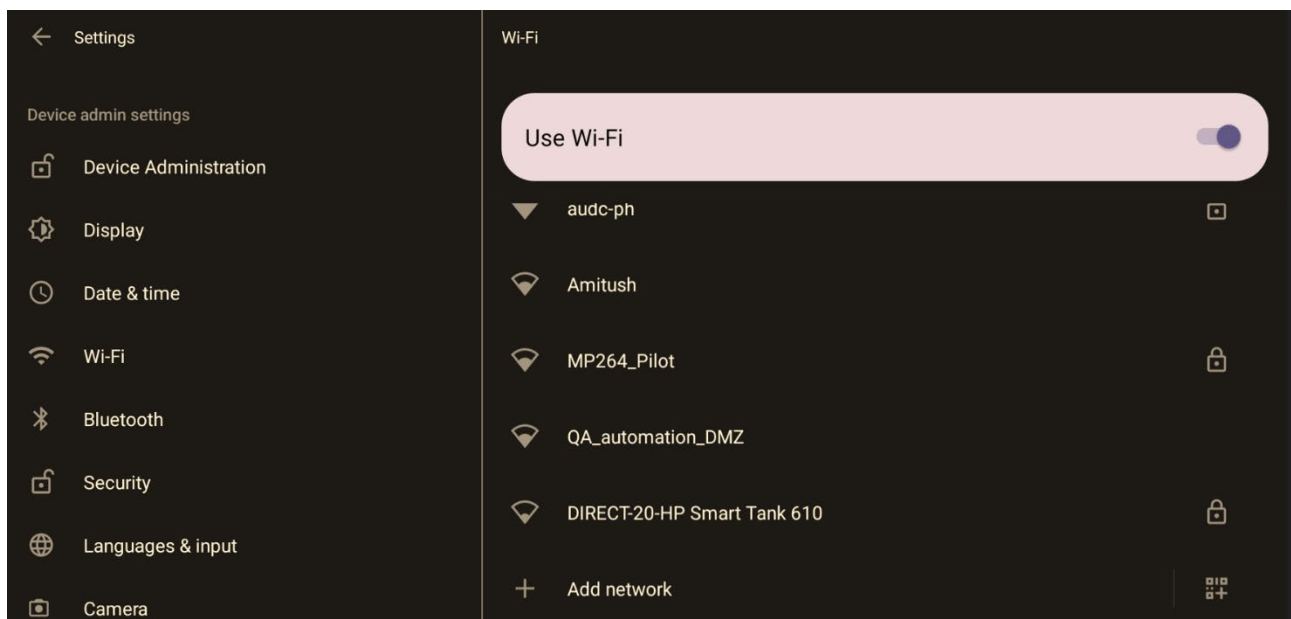 Settings
Device admin settings
Device Administration
Display
Date & time
Wi-Fi
Bluetooth
Security
Languages & input
Camera
Wi-Fi
Use Wi-Fi
audc-ph
Amitush
MP264_Pilot
QA_automation_DMZ
DIRECT-20-HP Smart Tank 610
Add network